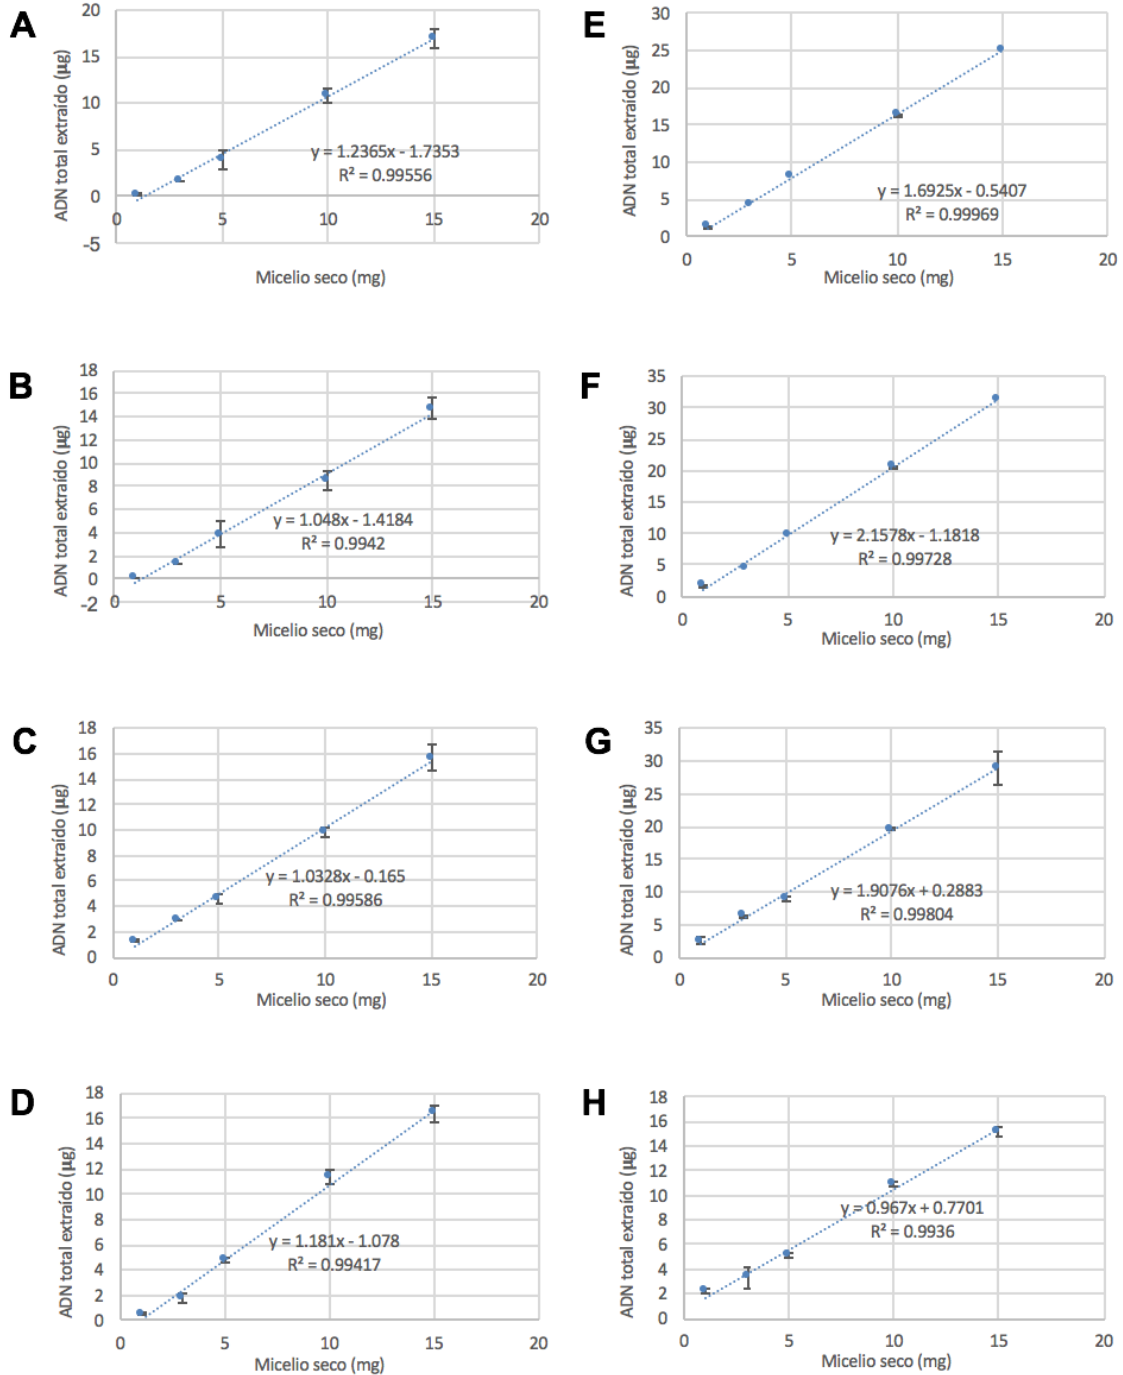 A
ADN total extraído (µg)
20
15
10
5
0
-5
0
5
10
15
20
y = 1.2365x - 1.7353
R² = 0.99556
Micelio seco (mg)
E
ADN total extraído (µg)
30
25
20
15
10
5
0
0
5
10
15
20
y = 1.6925x - 0.5407
R² = 0.99969
Micelio seco (mg)
B
ADN total extraído (µg)
18
16
14
12
10
8
6
4
2
0
-2
0
5
10
15
20
y = 1.048x - 1.4184
R² = 0.9942
Micelio seco (mg)
F
ADN total extraído (µg)
35
30
25
20
15
10
5
0
0
5
10
15
20
y = 2.1578x - 1.1818
R² = 0.99728
Micelio seco (mg)
C
ADN total extraído (µg)
18
16
14
12
10
8
6
4
2
0
0
5
10
15
20
y = 1.0328x - 0.165
R² = 0.99586
Micelio seco (mg)
G
ADN total extraído (µg)
35
30
25
20
15
10
5
0
0
5
10
15
20
y = 1.9076x + 0.2883
R² = 0.99804
Micelio seco (mg)
D
ADN total extraído (µg)
18
16
14
12
10
8
6
4
2
0
0
5
10
15
20
y = 1.181x - 1.078
R² = 0.99417
Micelio seco (mg)
H
ADN total extraído (µg)
18
16
14
12
10
8
6
4
2
0
0
5
10
15
20
y = 0.967x + 0.7701
R² = 0.9936
Micelio seco (mg)